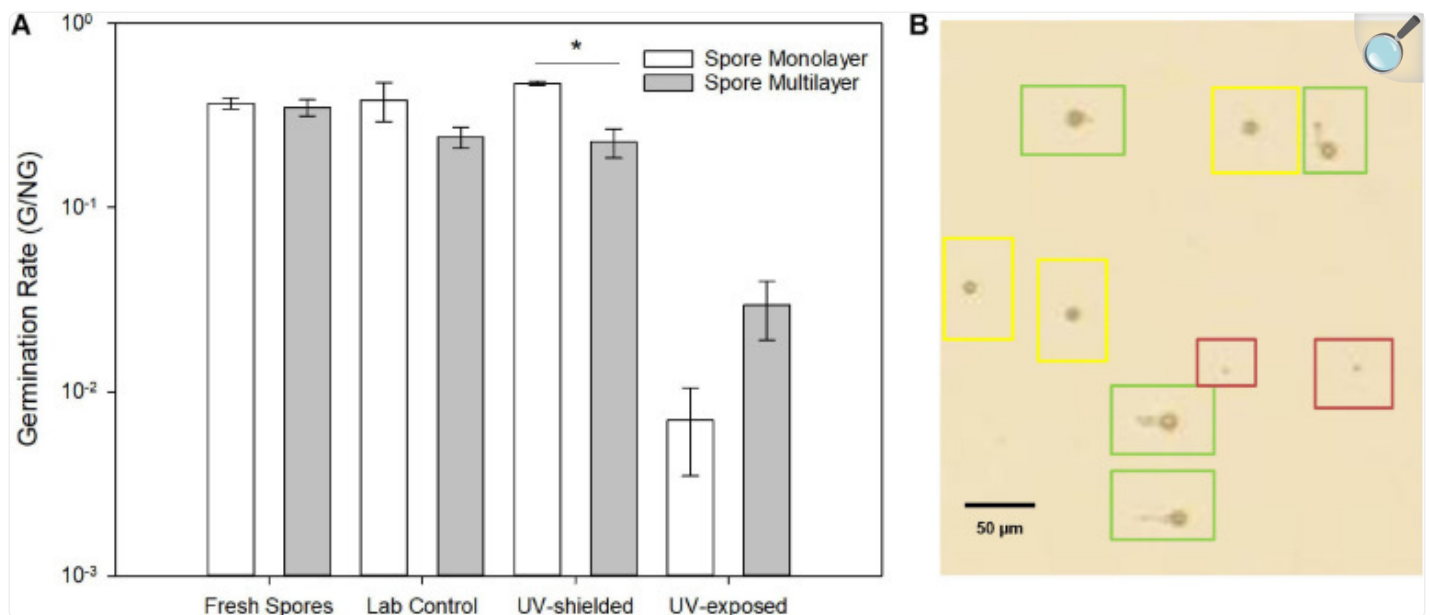 A
B
10⁰
10⁻¹
10⁻²
10⁻³
Germination Rate (G/NG)
*
Spore Monolayer
Spore Multilayer
Fresh Spores
Lab Control
UV-shielded
UV-exposed
50 µm